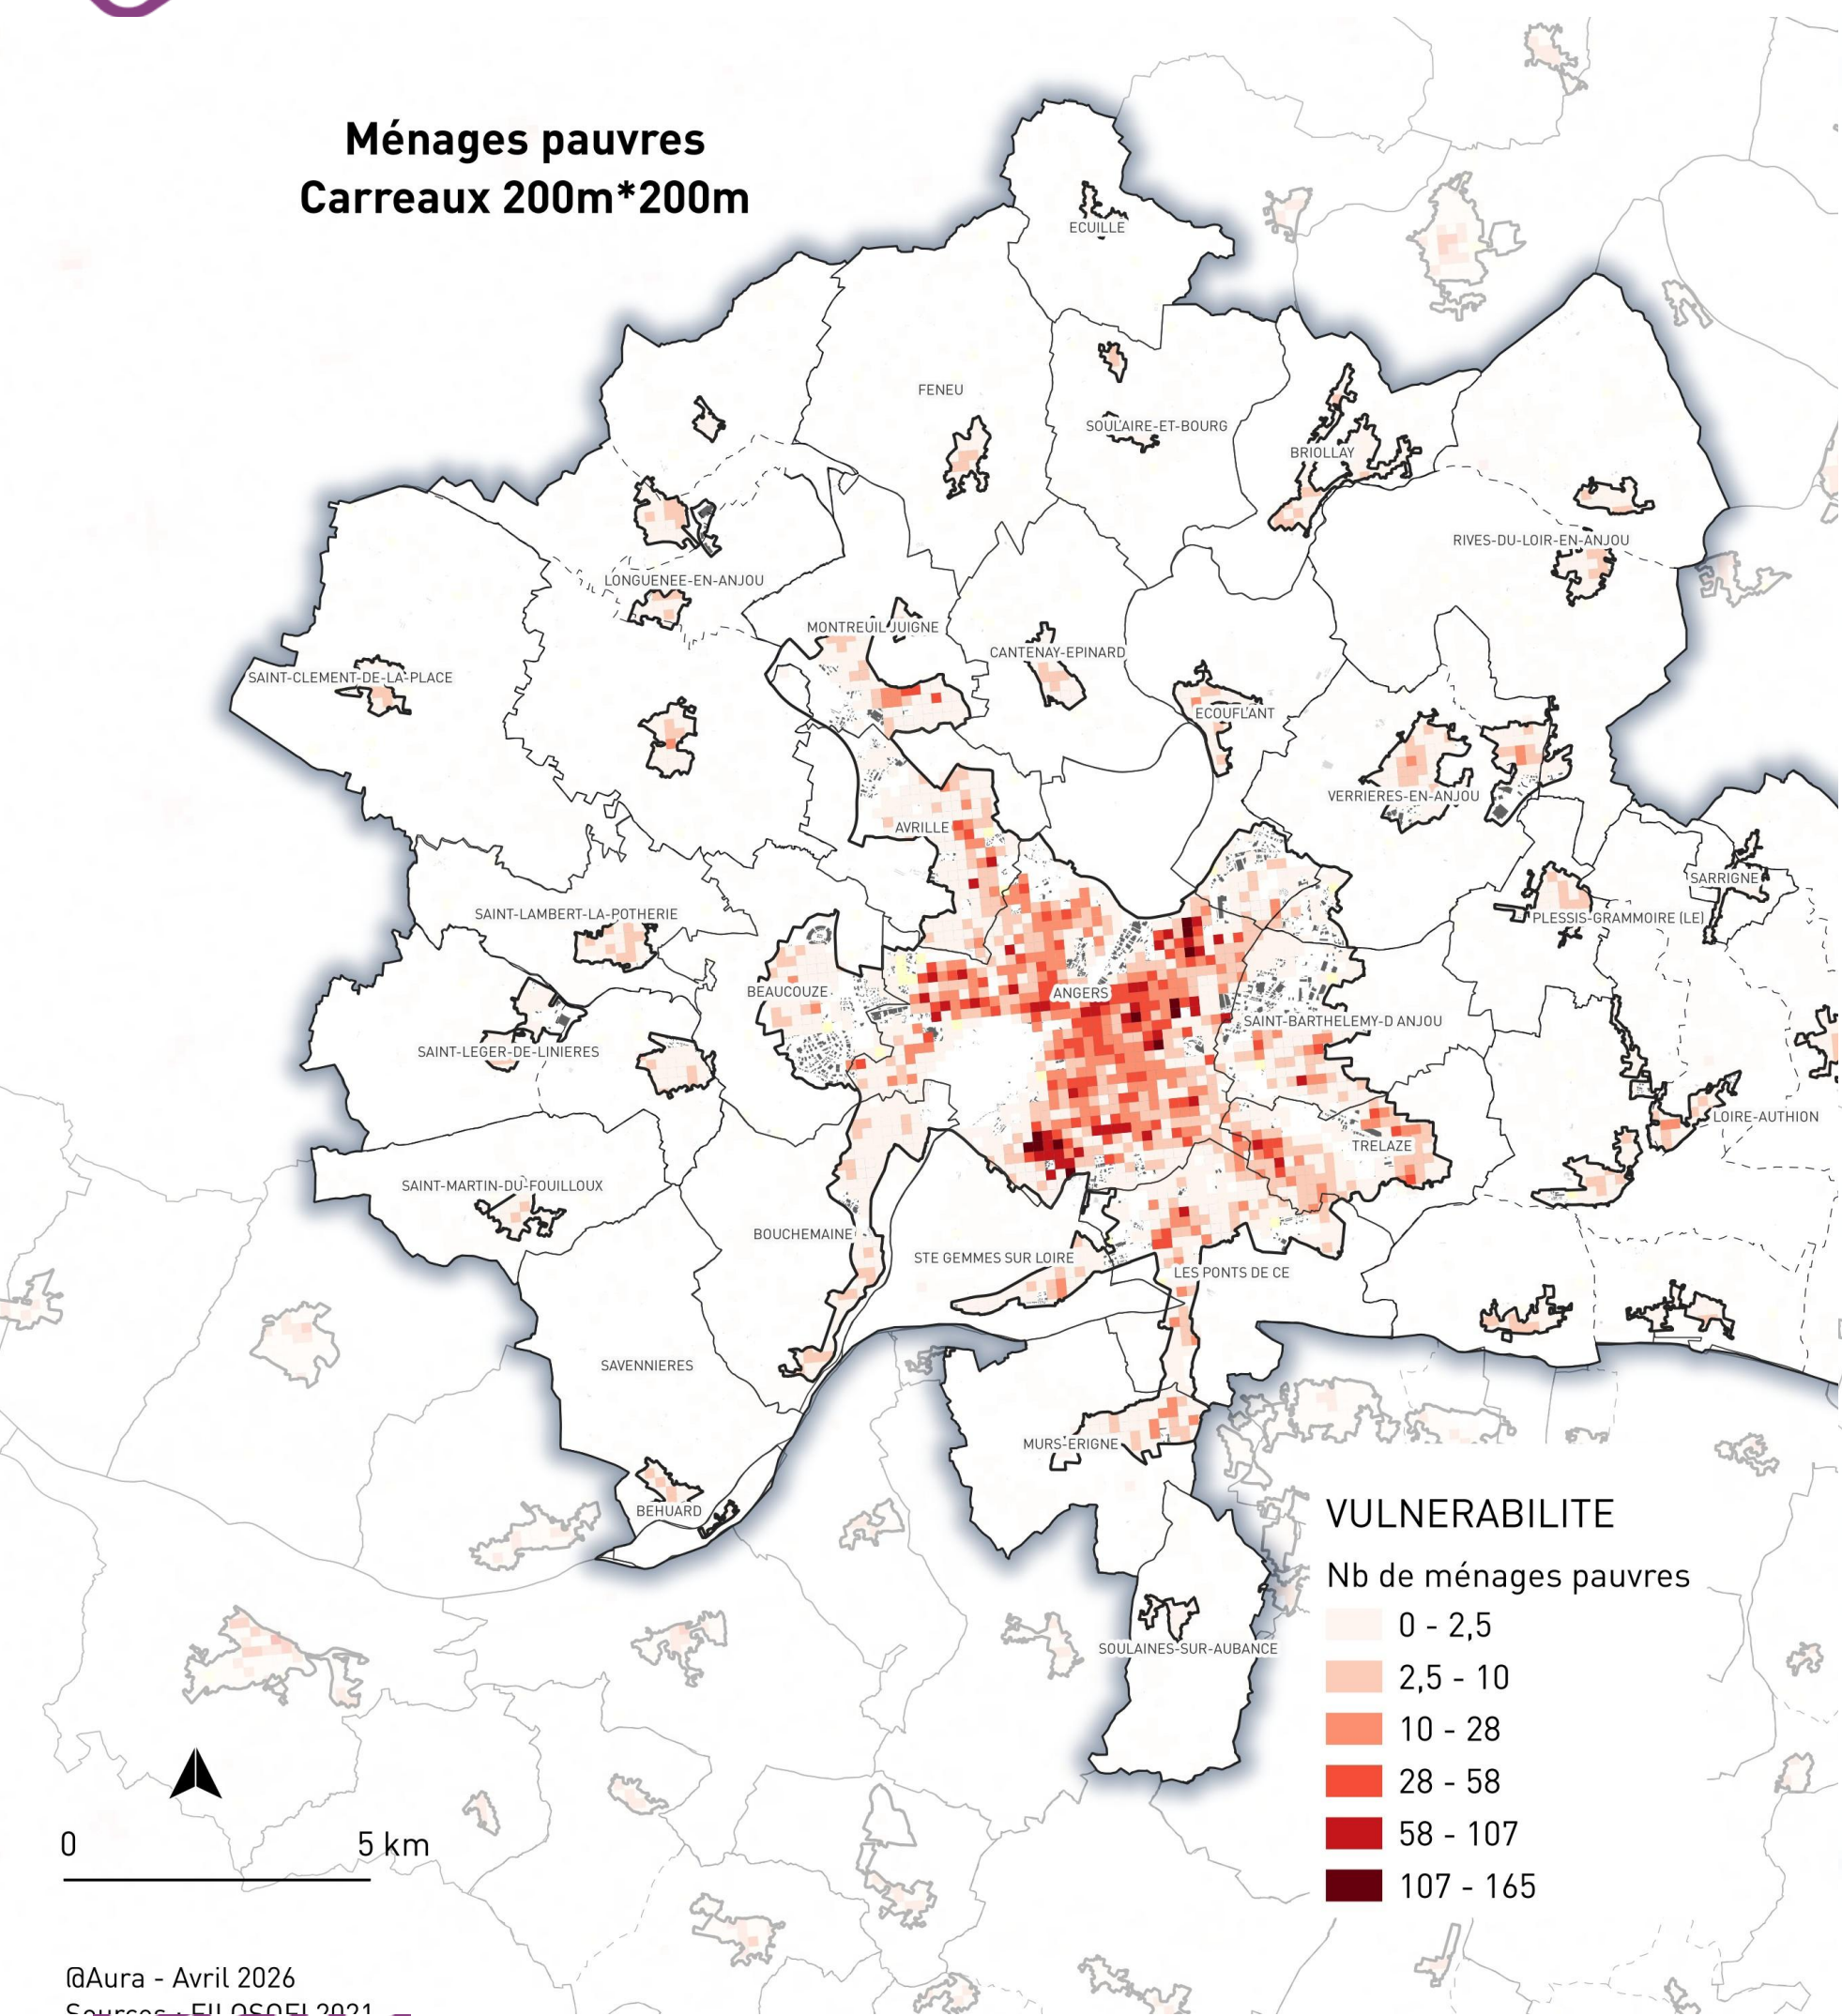 Ménages pauvres
Carreaux 200m*200m
ECUILLE
FENEU
SOULAIRE-ET-BOURG
BRIOLLAY
RIVES-DU-LOIR-EN-ANJOU
LONGUENEE-EN-ANJOU
MONTREUIL JUIGNE
CANTENAY-EPINARD
SAINT-CLEMENT-DE-LA-PLACE
ECOUFLANT
VERRIERES-EN-ANJOU
AVRILLE
SARRIGNE
SAINT-LAMBERT-LA-POTHERIE
PLESSIS-GRAMMOIRE (LE)
BEAUCOUZE
ANGERS
SAINT-BARTHELEMY-D ANJOU
SAINT-LEGER-DE-LINIERES
LOIRE-AUTHION
TRELAZE
SAINT-MARTIN-DU-FOUILLOUX
BOUCHEMAINE
STE GEMMES SUR LOIRE
LES PONTS DE CE
SAVENNIERES
MURS-ERIGNE
BEHUARD
SOULAINES-SUR-AUBANCE
VULNERABILITE
Nb de ménages pauvres
0 - 2,5
2,5 - 10
10 - 28
28 - 58
58 - 107
107 - 165
0 5 km
@Aura - Avril 2026
Sources : FILOSOFI 2021